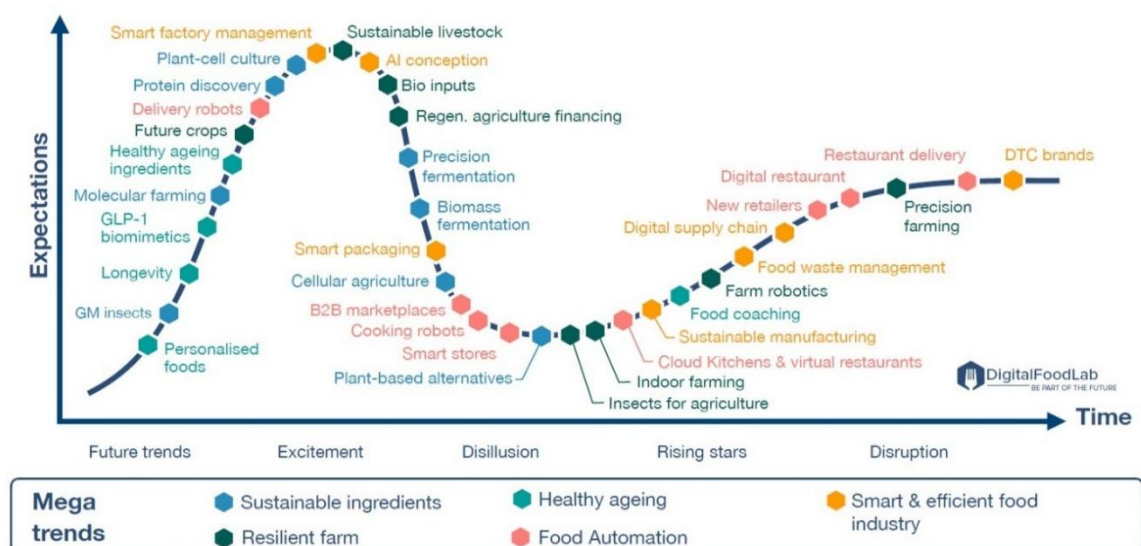 Expectations
Smart factory management
Sustainable livestock
Plant-cell culture
AI conception
Protein discovery
Bio inputs
Delivery robots
Regen. agriculture financing
Future crops
Healthy ageing
ingredients
Precision
fermentation
Molecular farming
Biomass
fermentation
GLP-1
biomimetics
Smart packaging
Longevity
Cellular agriculture
GM insects
B2B marketplaces
Cooking robots
Personalised
foods
Smart stores
Plant-based alternatives
Restaurant delivery
DTC brands
Digital restaurant
New retailers
Precision
farming
Digital supply chain
Food waste management
Farm robotics
Food coaching
Sustainable manufacturing
Cloud Kitchens & virtual restaurants
Indoor farming
Insects for agriculture
DigitalFoodLab
BE PART OF THE FUTURE
Time
Future trends
Excitement
Disillusion
Rising stars
Disruption
Mega
trends
Sustainable ingredients
Healthy ageing
Smart & efficient food
industry
Resilient farm
Food Automation